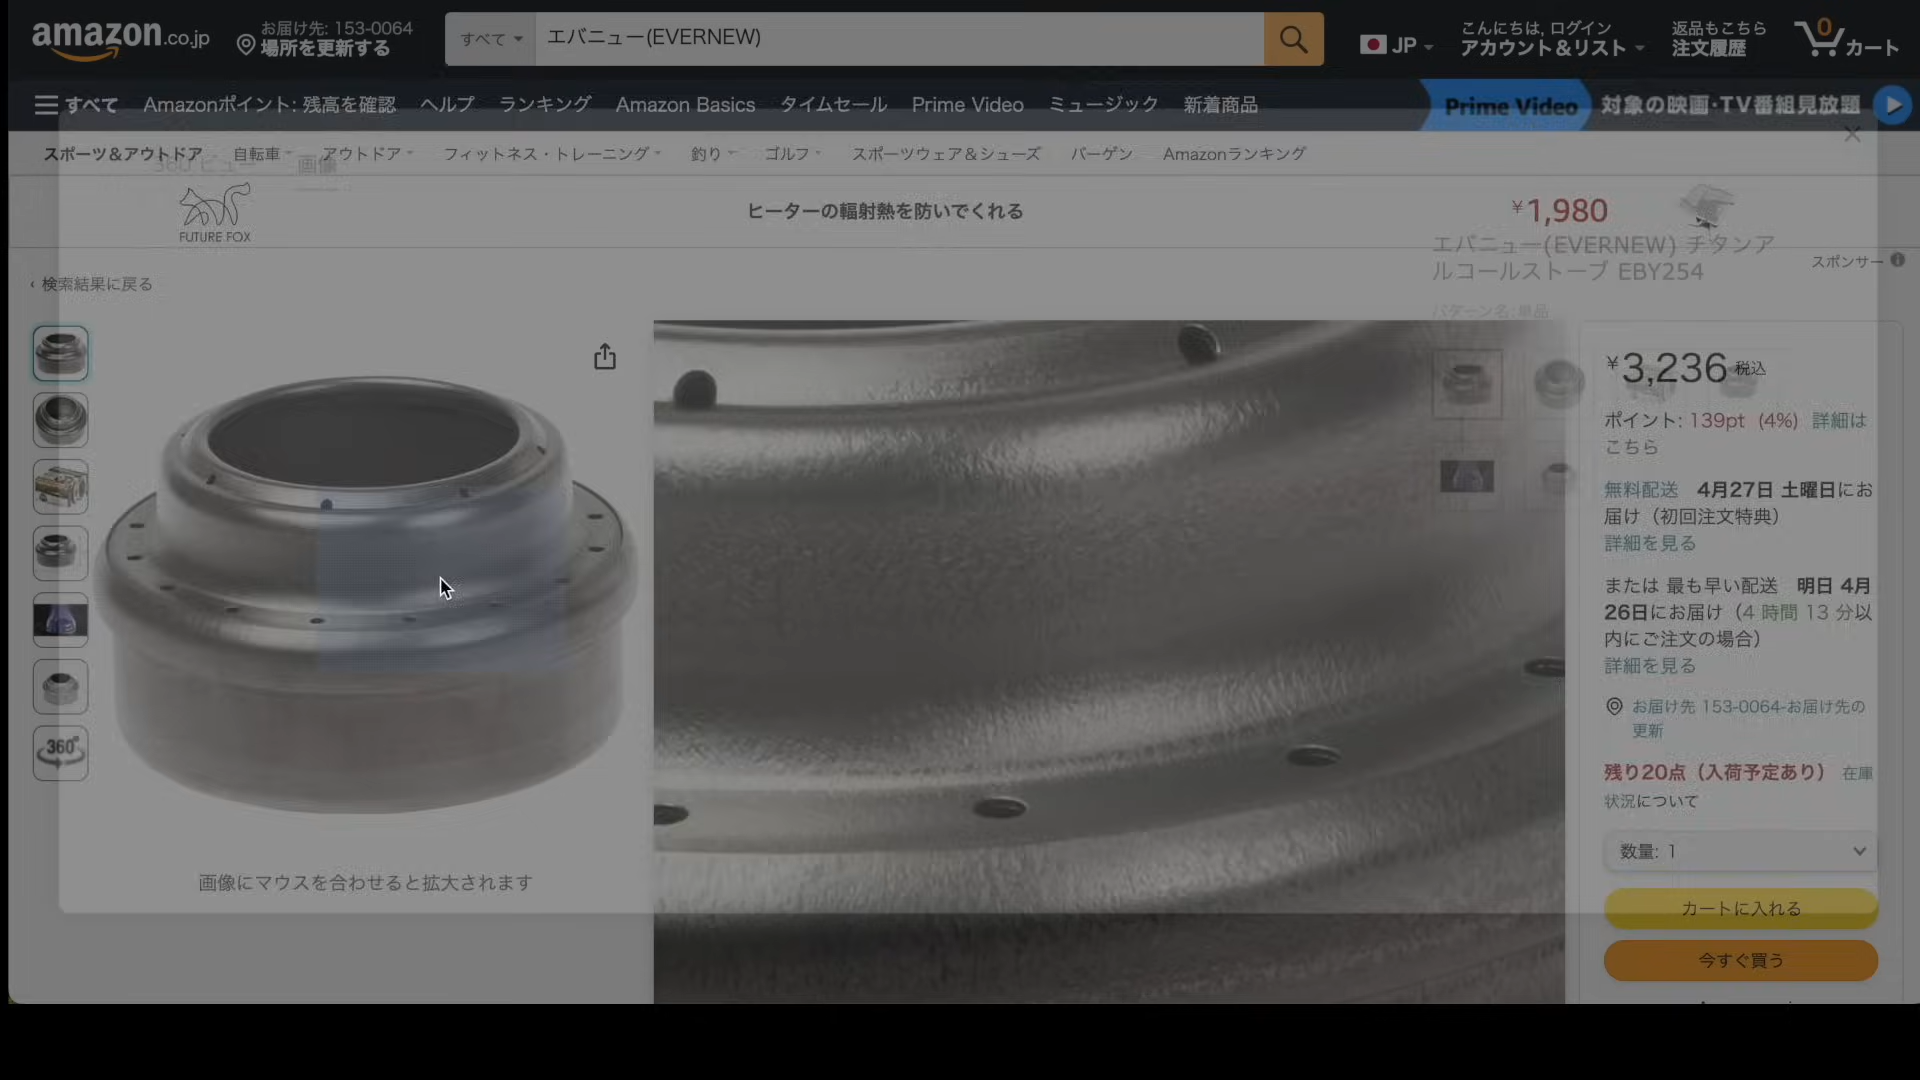 amazon.co.jp
お届け先: 153-0064
場所を更新する
すべて
エバニュー(EVERNEW)
JP
こんにちは, ログイン
アカウント＆リスト
返品もこちら
注文履歴
0
カート
すべて
Amazonポイント: 残高を確認
ヘルプ
ランキング
Amazon Basics
タイムセール
Prime Video
ミュージック
新着商品
Prime Video
対象の映画・TV番組見放題
スポーツ＆アウトドア
自転車
アウトドア
フィットネス・トレーニング
釣り
ゴルフ
スポーツウェア＆シューズ
バーゲン
Amazonランキング
360°ビュー
画像
FUTURE FOX
ヒーターの輻射熱を防いでくれる
¥1,980
エバニュー(EVERNEW) チタンア
ルコールストーブ EBY254
スポンサー
‹ 検索結果に戻る
パターン名: 単品
360°
画像にマウスを合わせると拡大されます
¥3,236 税込
ポイント: 139pt (4%) 詳細は
こちら
無料配送 4月27日 土曜日にお
届け（初回注文特典）
詳細を見る
または 最も早い配送 明日 4月
26日にお届け（4 時間 13 分以
内にご注文の場合）
詳細を見る
お届け先 153-0064-お届け先の
更新
残り20点（入荷予定あり） 在庫
状況について
数量: 1
カートに入れる
今すぐ買う